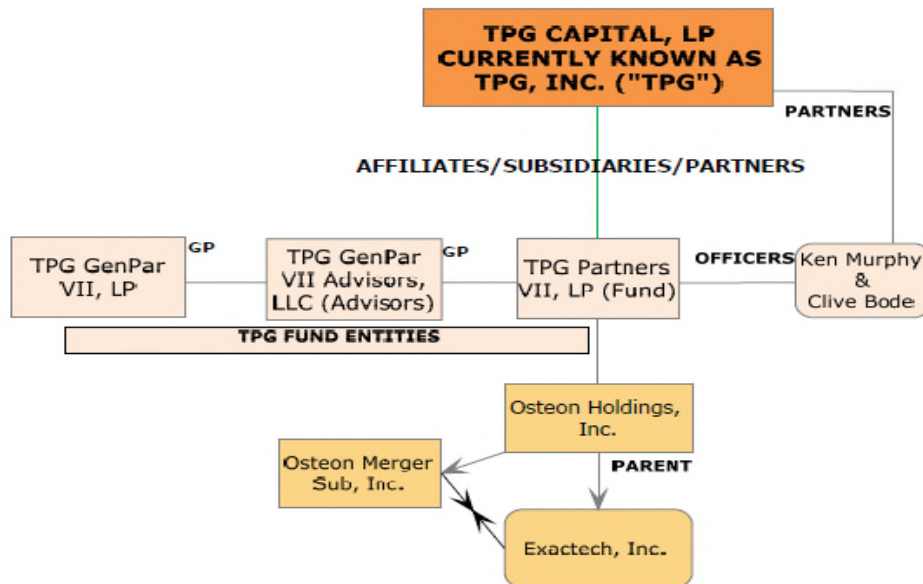 TPG CAPITAL, LP
CURRENTLY KNOWN AS
TPG, INC. ("TPG")
PARTNERS
AFFILIATES/SUBSIDIARIES/PARTNERS
TPG GenPar
VII, LP
GP
TPG GenPar
VII Advisors,
LLC (Advisors)
GP
TPG Partners
VII, LP (Fund)
OFFICERS
Ken Murphy
&
Clive Bode
TPG FUND ENTITIES
Osteon Holdings,
Inc.
Osteon Merger
Sub, Inc.
PARENT
Exactech, Inc.